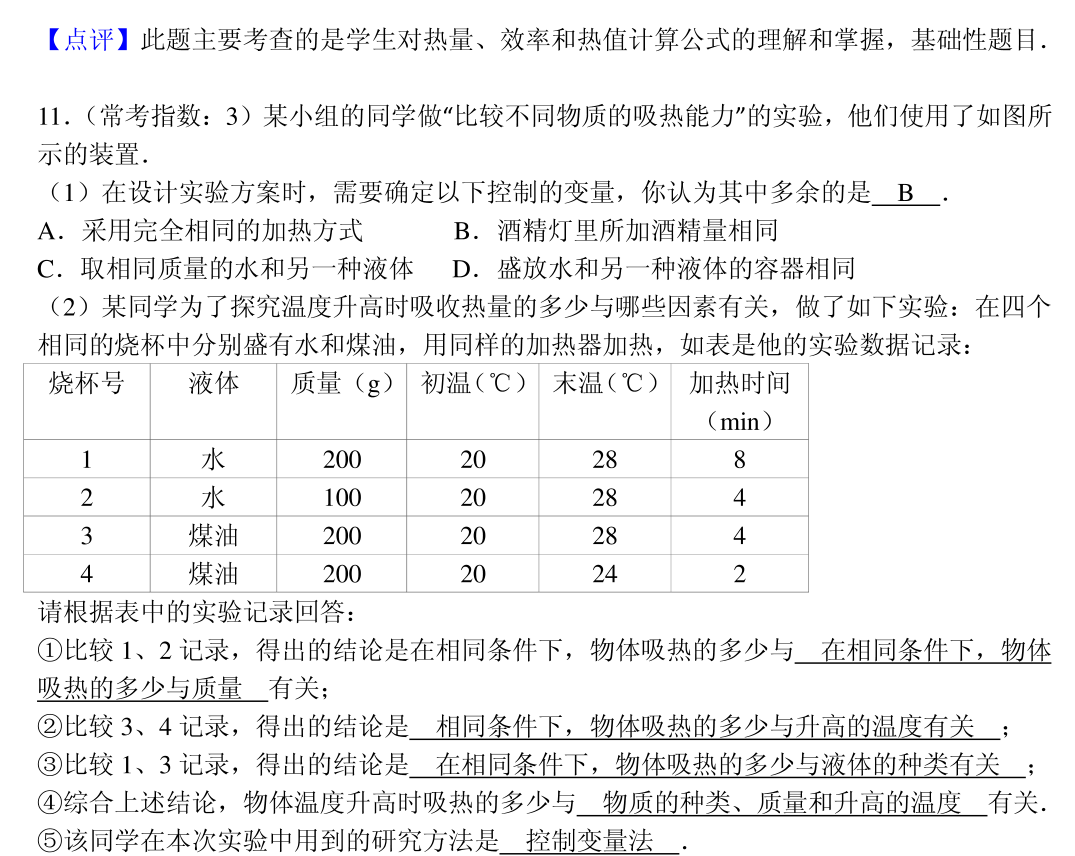 【点评】此题主要考查的是学生对热量、效率和热值计算公式的理解和掌握，基础性题目．
11．（常考指数：3）某小组的同学做“比较不同物质的吸热能力”的实验，他们使用了如图所
示的装置．
（1）在设计实验方案时，需要确定以下控制的变量，你认为其中多余的是 B ．
A．采用完全相同的加热方式 B．酒精灯里所加酒精量相同
C．取相同质量的水和另一种液体 D．盛放水和另一种液体的容器相同
（2）某同学为了探究温度升高时吸收热量的多少与哪些因素有关，做了如下实验：在四个
相同的烧杯中分别盛有水和煤油，用同样的加热器加热，如表是他的实验数据记录：
烧杯号 液体 质量（g） 初温（℃） 末温（℃） 加热时间
（min）
1 水 200 20 28 8
2 水 100 20 28 4
3 煤油 200 20 28 4
4 煤油 200 20 24 2
请根据表中的实验记录回答：
①比较 1、2 记录，得出的结论是在相同条件下，物体吸热的多少与 在相同条件下，物体
吸热的多少与质量 有关；
②比较 3、4 记录，得出的结论是 相同条件下，物体吸热的多少与升高的温度有关 ；
③比较 1、3 记录，得出的结论是 在相同条件下，物体吸热的多少与液体的种类有关 ；
④综合上述结论，物体温度升高时吸热的多少与 物质的种类、质量和升高的温度 有关．
⑤该同学在本次实验中用到的研究方法是 控制变量法 ．